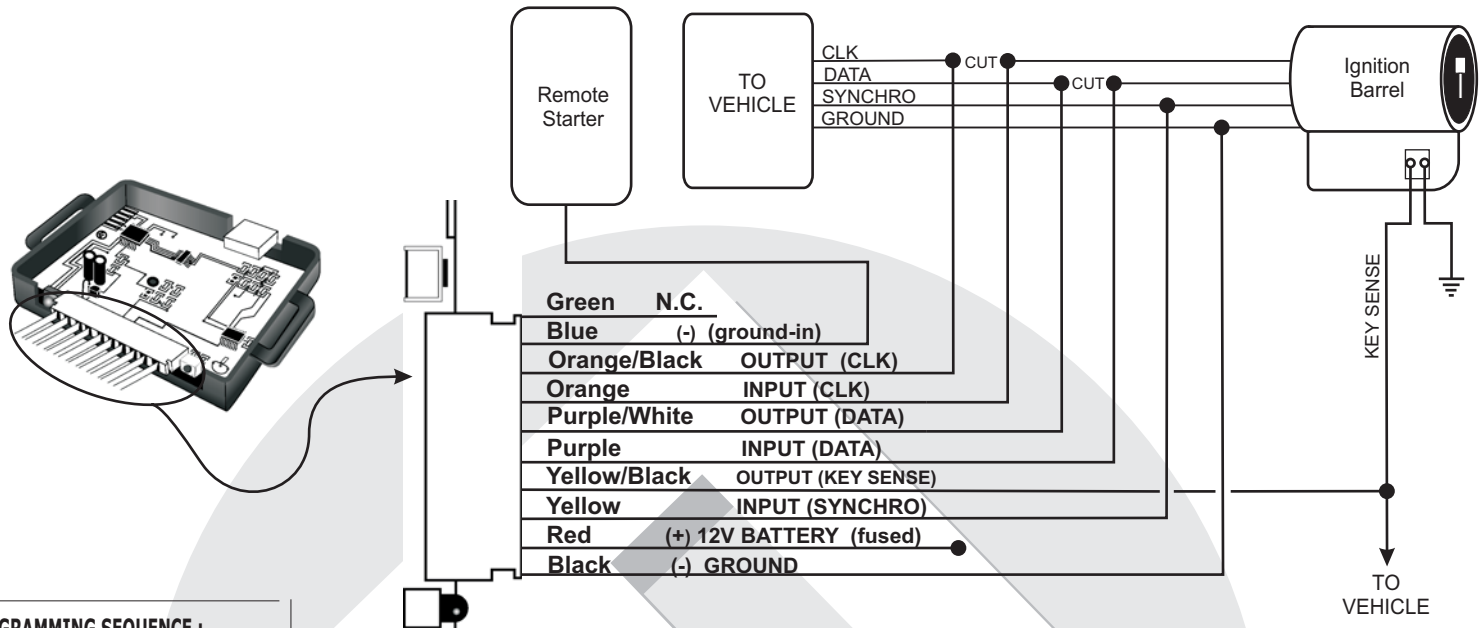 Remote
Starter
TO
VEHICLE
CLK
DATA
SYNCHRO
GROUND
CUT
CUT
Ignition
Barrel
KEY SENSE
Green N.C.
Blue (-) (ground-in)
Orange/Black OUTPUT (CLK)
Orange INPUT (CLK)
Purple/White OUTPUT (DATA)
Purple INPUT (DATA)
Yellow/Black OUTPUT (KEY SENSE)
Yellow INPUT (SYNCHRO)
Red (+) 12V BATTERY (fused)
Black (-) GROUND
TO
VEHICLE
GRAMMING SEQUENCE :